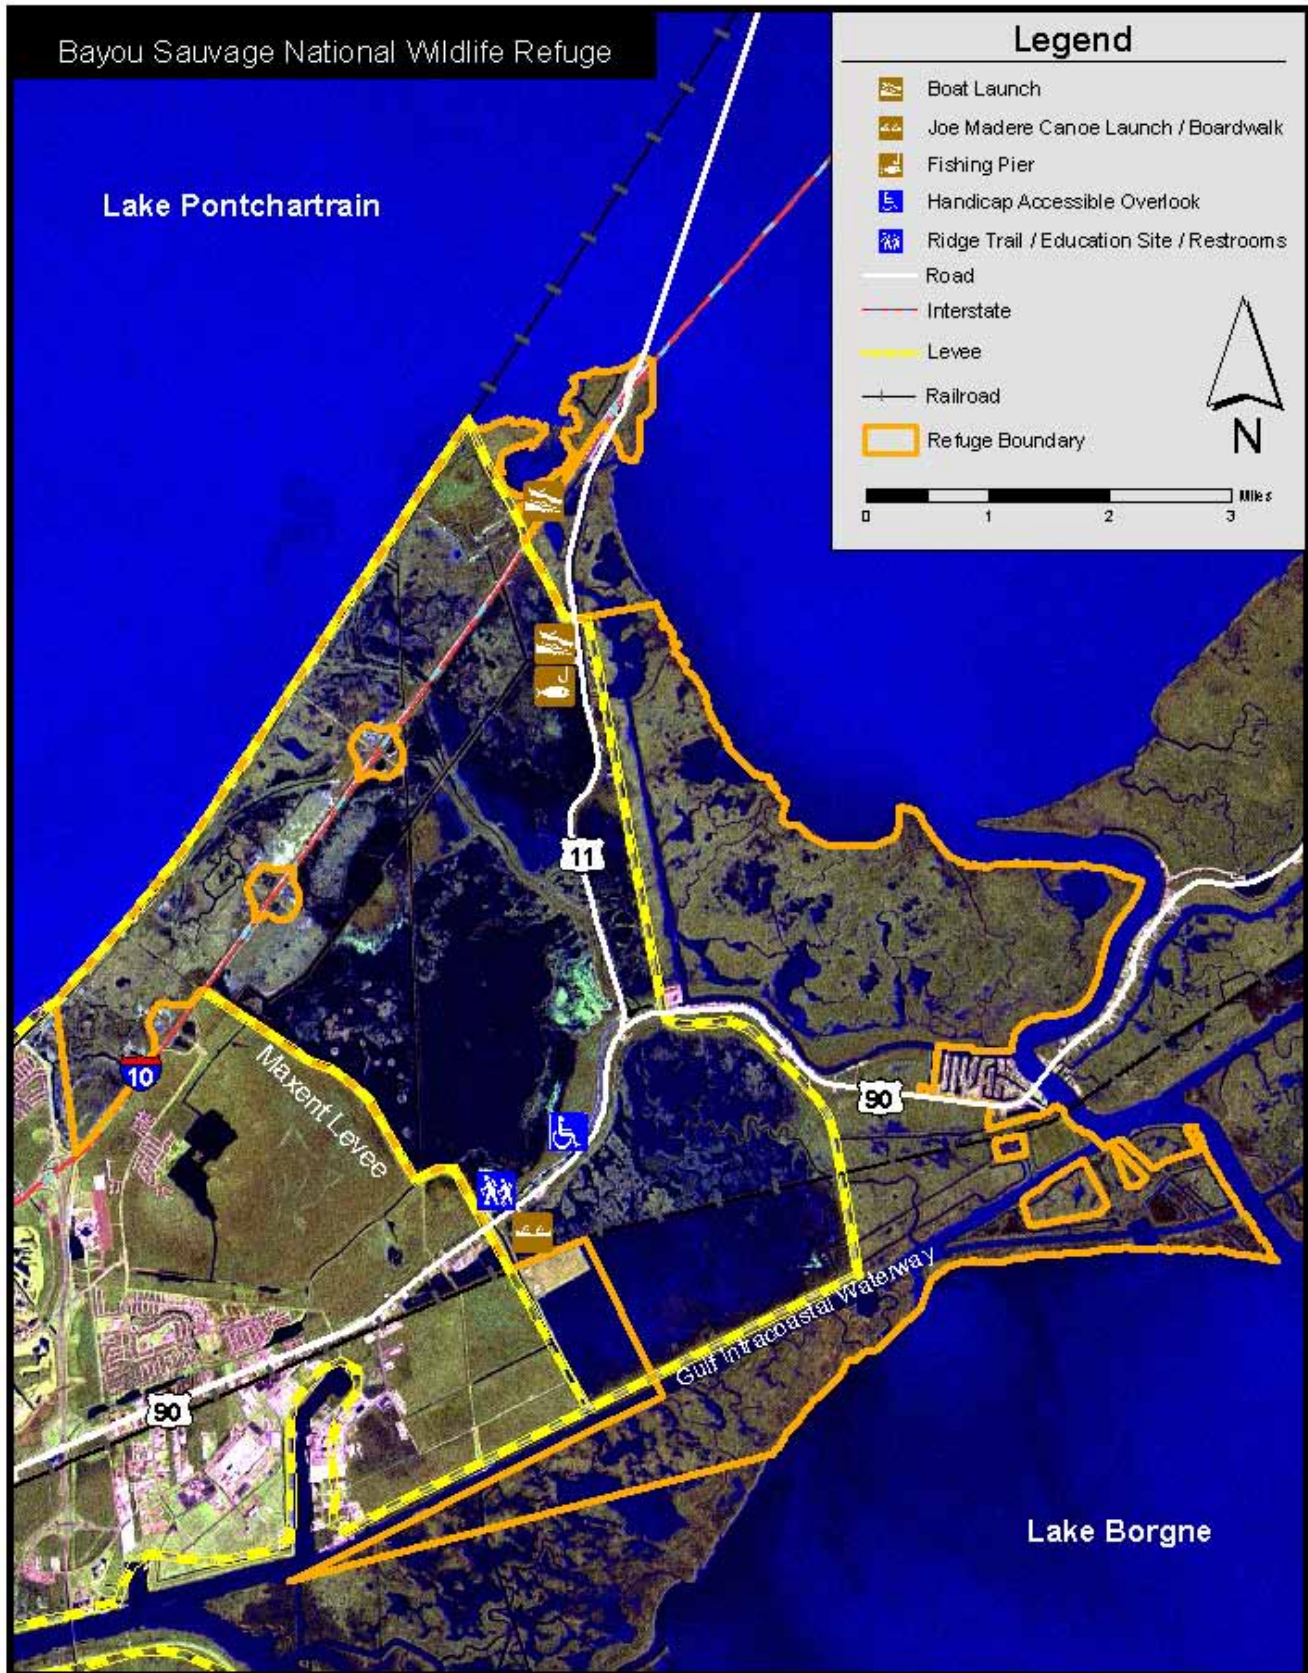 Bayou Sauvage National Wildlife Refuge
Legend
Boat Launch
Joe Madere Canoe Launch / Boardwalk
Fishing Pier
Handicap Accessible Overlook
Ridge Trail / Education Site / Restrooms
Road
Interstate
Levee
Railroad
Refuge Boundary
N
Miles
0 1 2 3
Lake Pontchartrain
11
10
Maxent Levee
90
Gulf Intracoastal Waterway
90
Lake Borgne